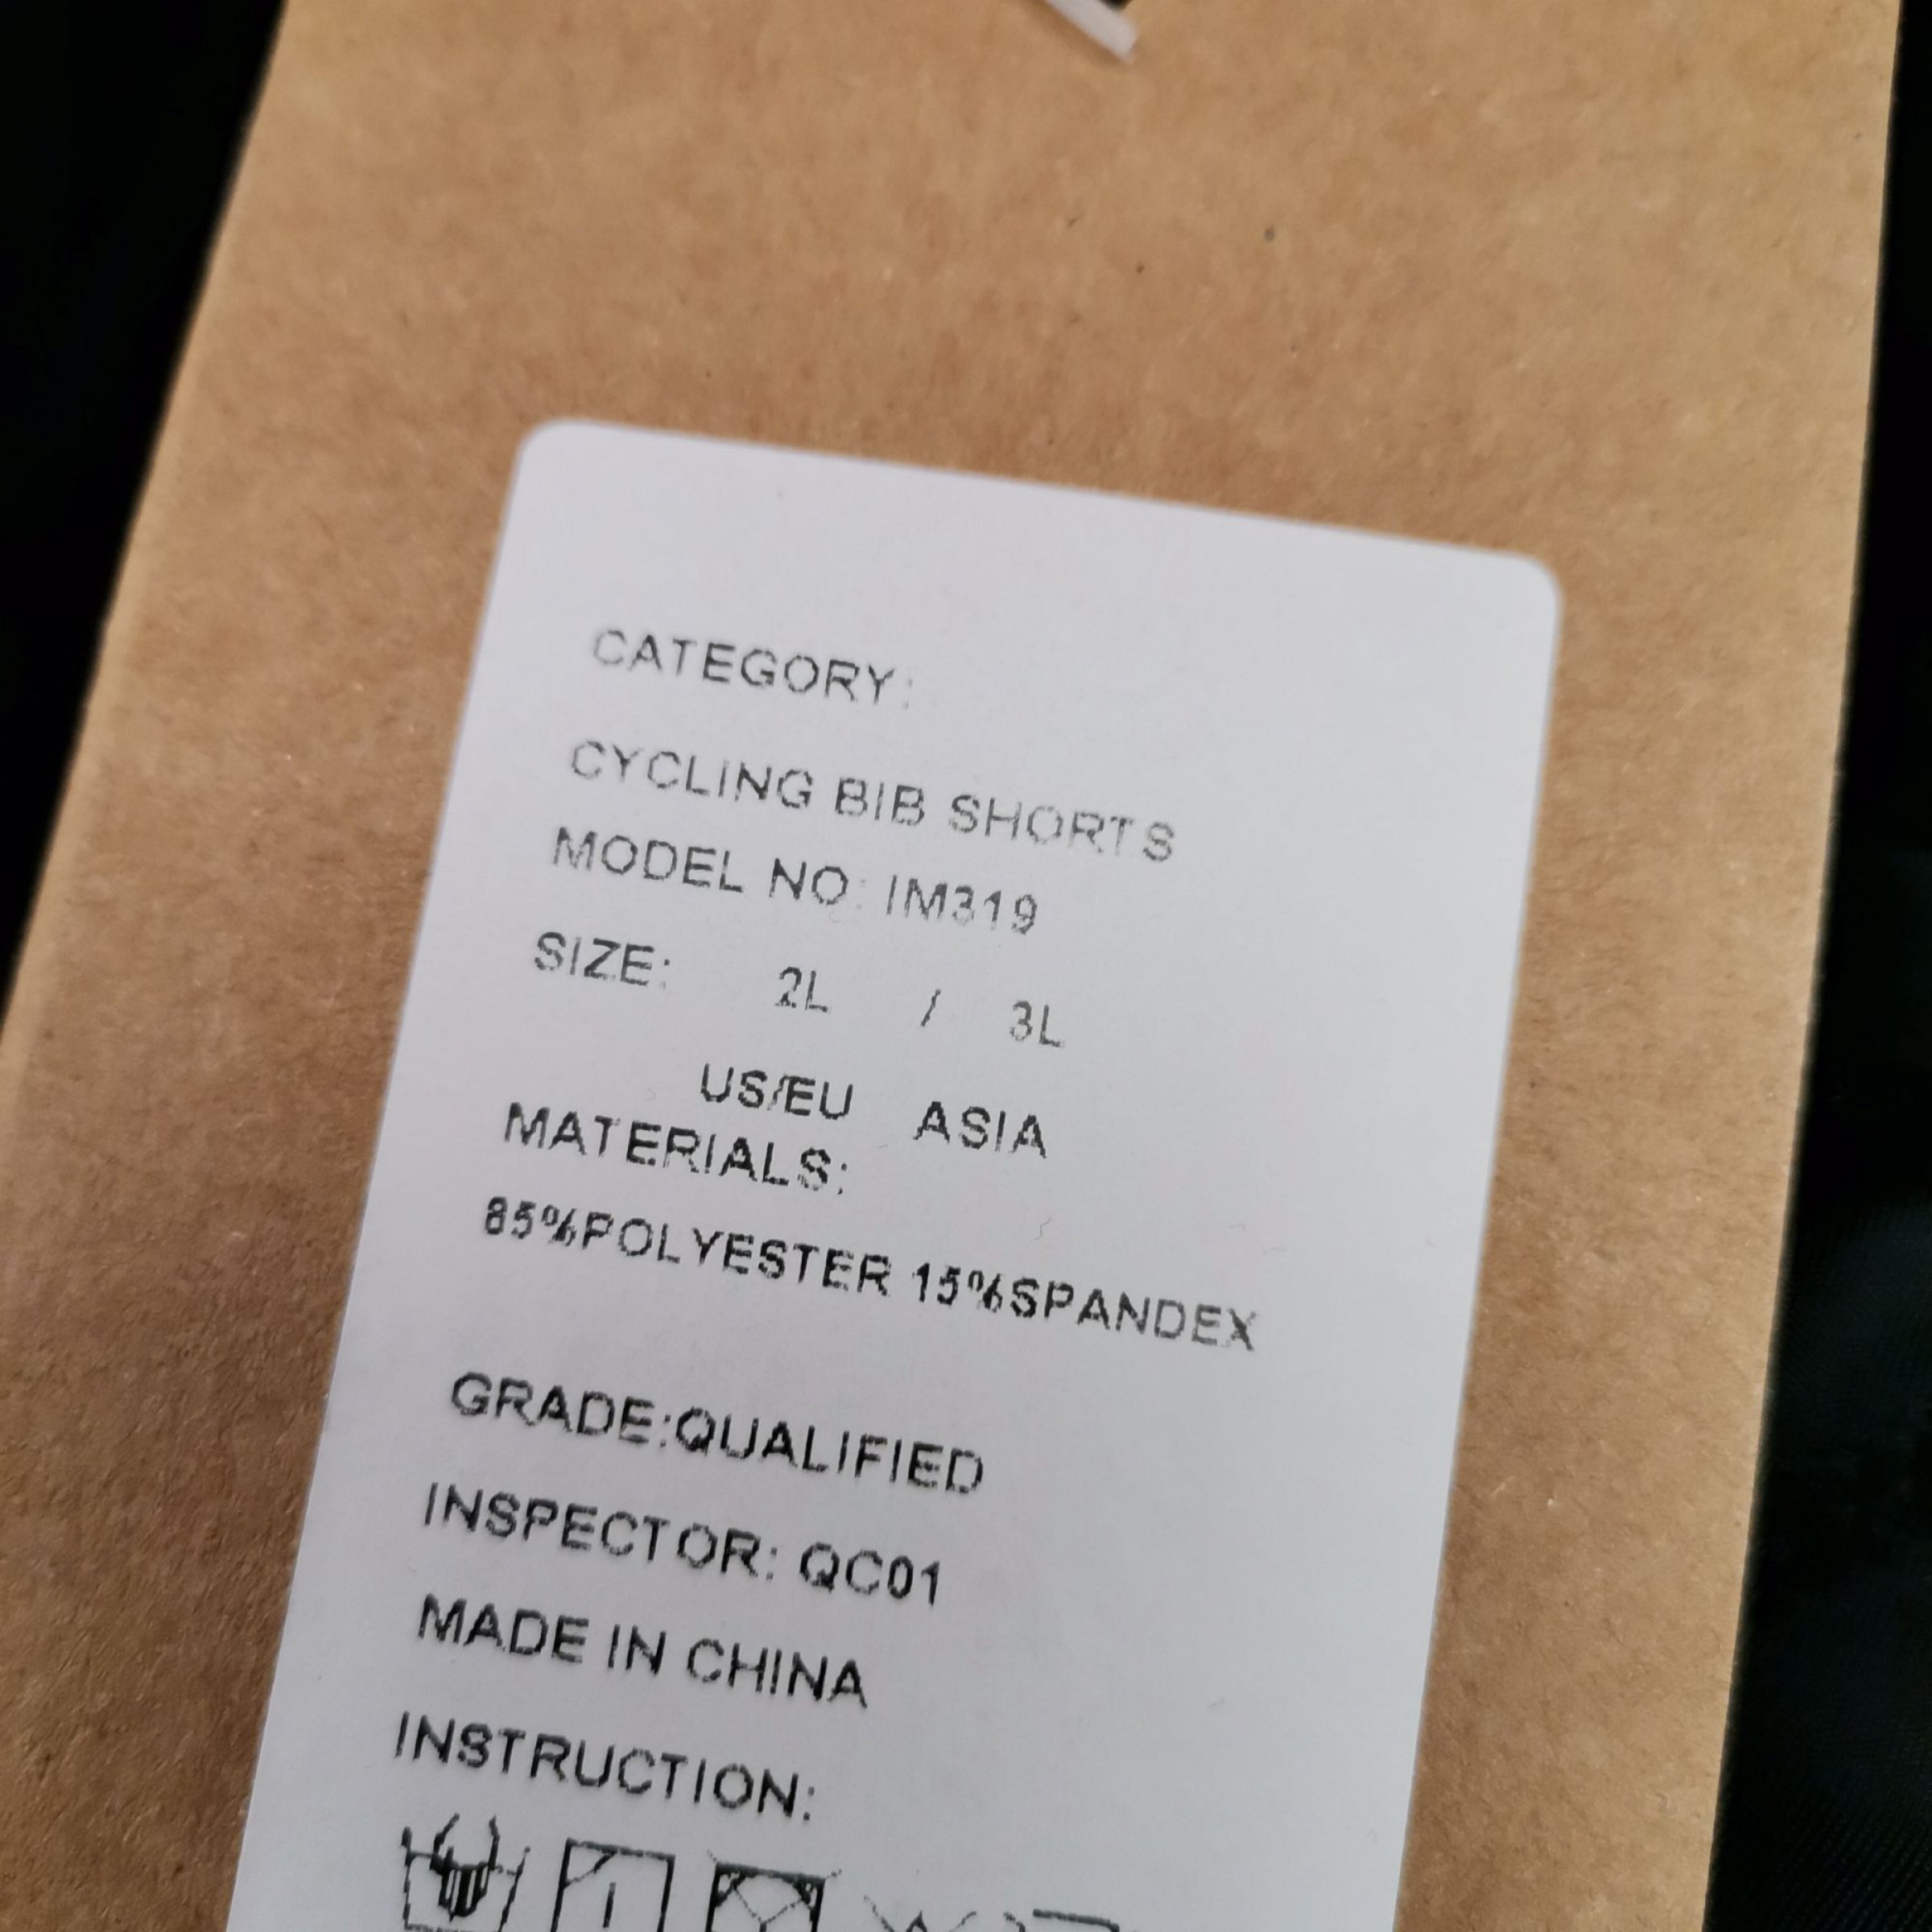 CATEGORY:
CYCLING BIB SHORTS
MODEL NO: IM319
SIZE: 2L / 3L
US/EU ASIA
MATERIALS:
85%POLYESTER 15%SPANDEX
GRADE:QUALIFIED
INSPECTOR: QC01
MADE IN CHINA
INSTRUCTION: